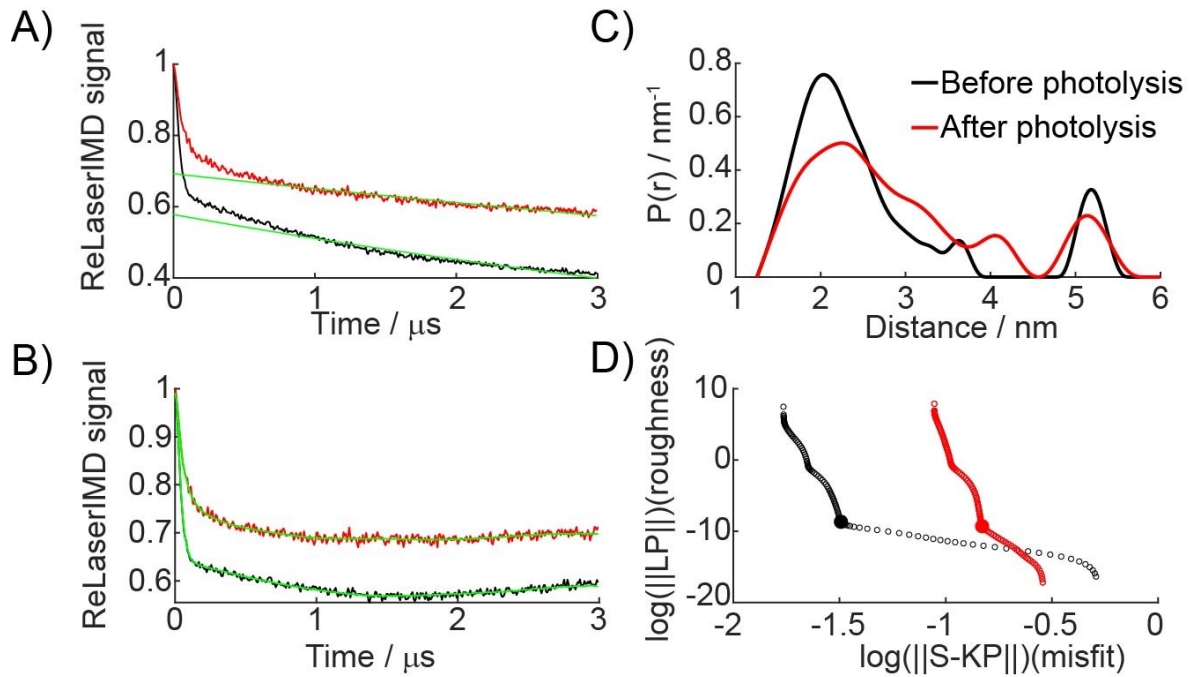 A)
ReLaserIMD signal
1
0.8
0.6
0.4
0 1 2 3
Time / μs
C)
P(r) / nm⁻¹
0.8
0.6
0.4
0.2
0
Before photolysis
After photolysis
1 2 3 4 5 6
Distance / nm
B)
ReLaserIMD signal
1
0.9
0.8
0.7
0.6
0 1 2 3
Time / μs
D)
log(||LP||)(roughness)
10
0
-10
-20
-2 -1.5 -1 -0.5 0
log(||S-KP||)(misfit)